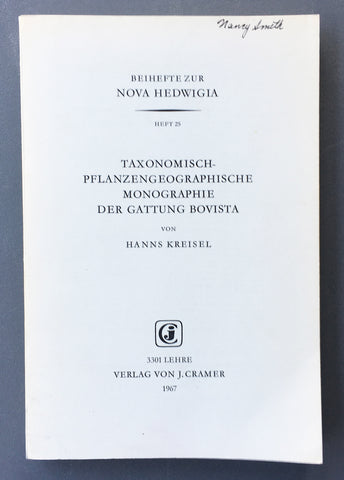 Nancy Smith
BEIHEFTE ZUR
NOVA HEDWIGIA
HEFT 25
TAXONOMISCH-
PFLANZENGEOGRAPHISCHE
MONOGRAPHIE
DER GATTUNG BOVISTA
VON
HANNS KREISEL
3301 LEHRE
VERLAG VON J. CRAMER
1967